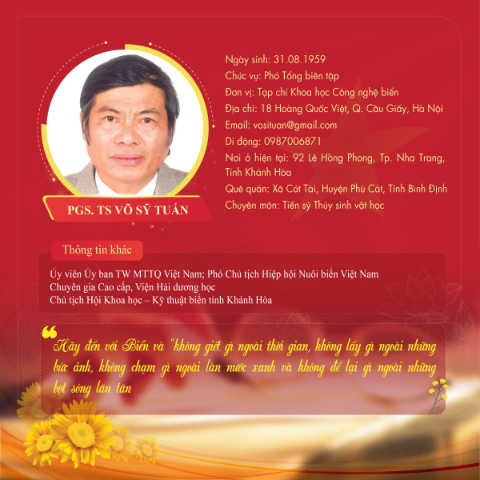 Ngày sinh: 31.08.1959
Chức vụ: Phó Tổng biên tập
Đơn vị: Tạp chí Khoa học Công nghệ biển
Địa chỉ: 18 Hoàng Quốc Việt, Q. Cầu Giấy, Hà Nội
Email: vosituan@gmail.com
Di động: 0987006871
Nơi ở hiện tại: 92 Lê Hồng Phong, Tp. Nha Trang,
Tỉnh Khánh Hòa
Quê quán: Xã Cát Tài, Huyện Phù Cát, Tỉnh Bình Định
Chuyên môn: Tiến sỹ Thủy sinh vật học
PGS. TS VÕ SỸ TUẤN
Thông tin khác
Ủy viên Ủy ban TW MTTQ Việt Nam; Phó Chủ tịch Hiệp hội Nuôi biển Việt Nam
Chuyên gia Cao cấp, Viện Hải dương học
Chủ tịch Hội Khoa học – Kỹ thuật biển tỉnh Khánh Hòa
“
Hãy đến với Biển và "không giết gì ngoài thời gian, không lấy gì ngoài những
bức ảnh, không chạm gì ngoài làn nước xanh và không để lại gì ngoài những
bọt sóng lăn tăn